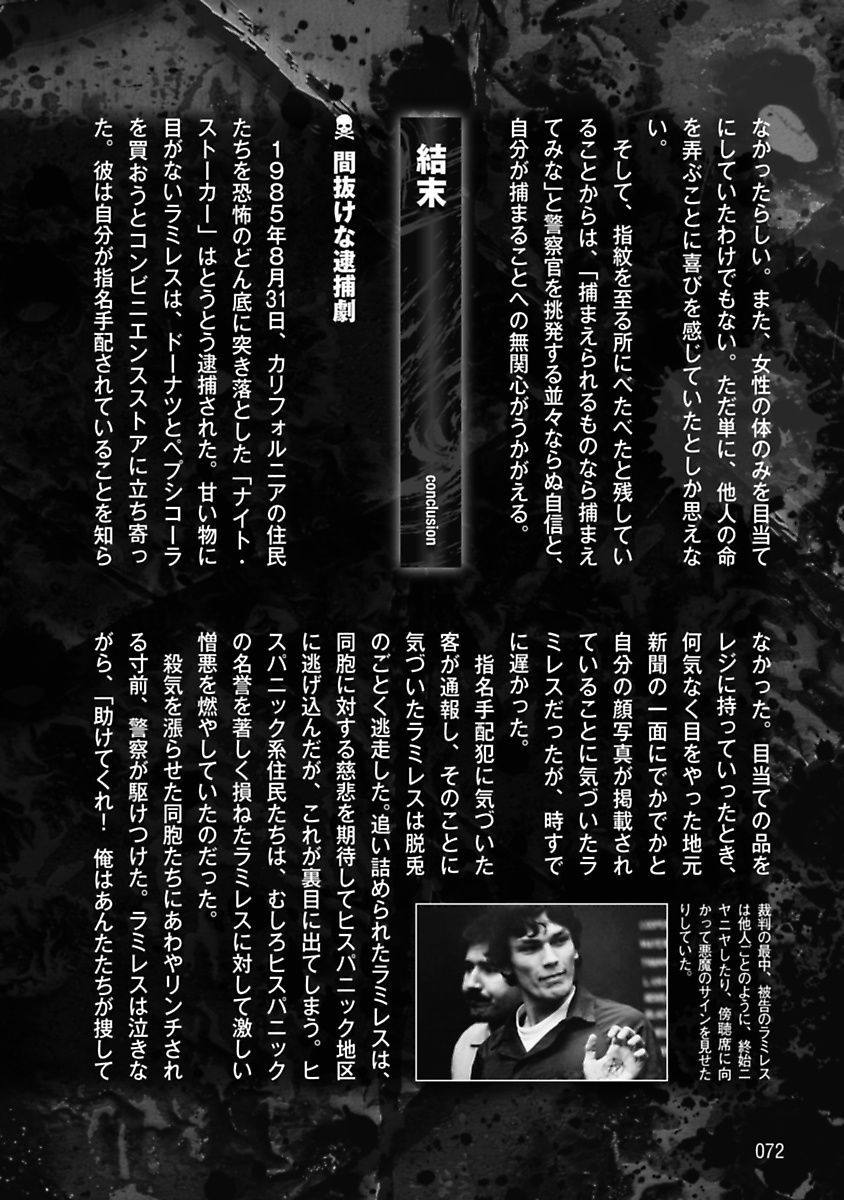 なかったらしい。また、女性の体のみを目当て
にしていたわけでもない。ただ単に、他人の命
を弄ぶことに喜びを感じていたとしか思えな
い。
そして、指紋を至る所にべたべたと残してい
ることからは、「捕まえられるものなら捕まえ
てみな」と警察官を挑発する並々ならぬ自信と、
自分が捕まることへの無関心がうかがえる。
結末
conclusion
間抜けな逮捕劇
1985年8月31日、カリフォルニアの住民
たちを恐怖のどん底に突き落とした「ナイト・
ストーカー」はとうとう逮捕された。甘い物に
目がないラミレスは、ドーナツとペプシコーラ
を買おうとコンビニエンスストアに立ち寄っ
た。彼は自分が指名手配されていることを知ら
なかった。目当ての品を
レジに持っていったとき、
何気なく目をやった地元
新聞の一面にでかでかと
自分の顔写真が掲載され
ていることに気づいたラ
ミレスだったが、時すで
に遅かった。
指名手配犯に気づいた
客が通報し、そのことに
気づいたラミレスは脱兎
のごとく逃走した。追い詰められたラミレスは、
同胞に対する慈悲を期待してヒスパニック地区
に逃げ込んだが、これが裏目に出てしまう。ヒ
スパニック系住民たちは、むしろヒスパニック
の名誉を著しく損ねたラミレスに対して激しい
憎悪を燃やしていたのだった。
殺気を漲らせた同胞たちにあわやリンチされ
る寸前、警察が駆けつけた。ラミレスは泣きな
がら、「助けてくれ！　俺はあんたたちが捜して
裁判の最中、被告のラミレス
は他人ごとのように、終始ニ
ヤニヤしたり、傍聴席に向
かって悪魔のサインを見せた
りしていた。
072